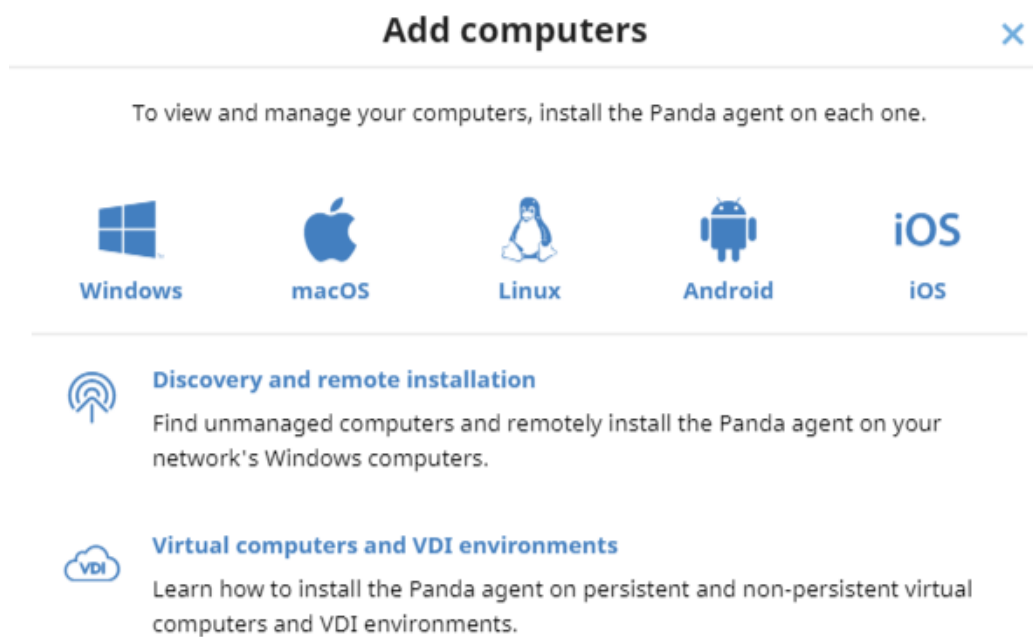 Add computers
To view and manage your computers, install the Panda agent on each one.
iOS
Windows macOS Linux Android iOS
Discovery and remote installation
Find unmanaged computers and remotely install the Panda agent on your
network's Windows computers.
Virtual computers and VDI environments
VDI
Learn how to install the Panda agent on persistent and non-persistent virtual
computers and VDI environments.